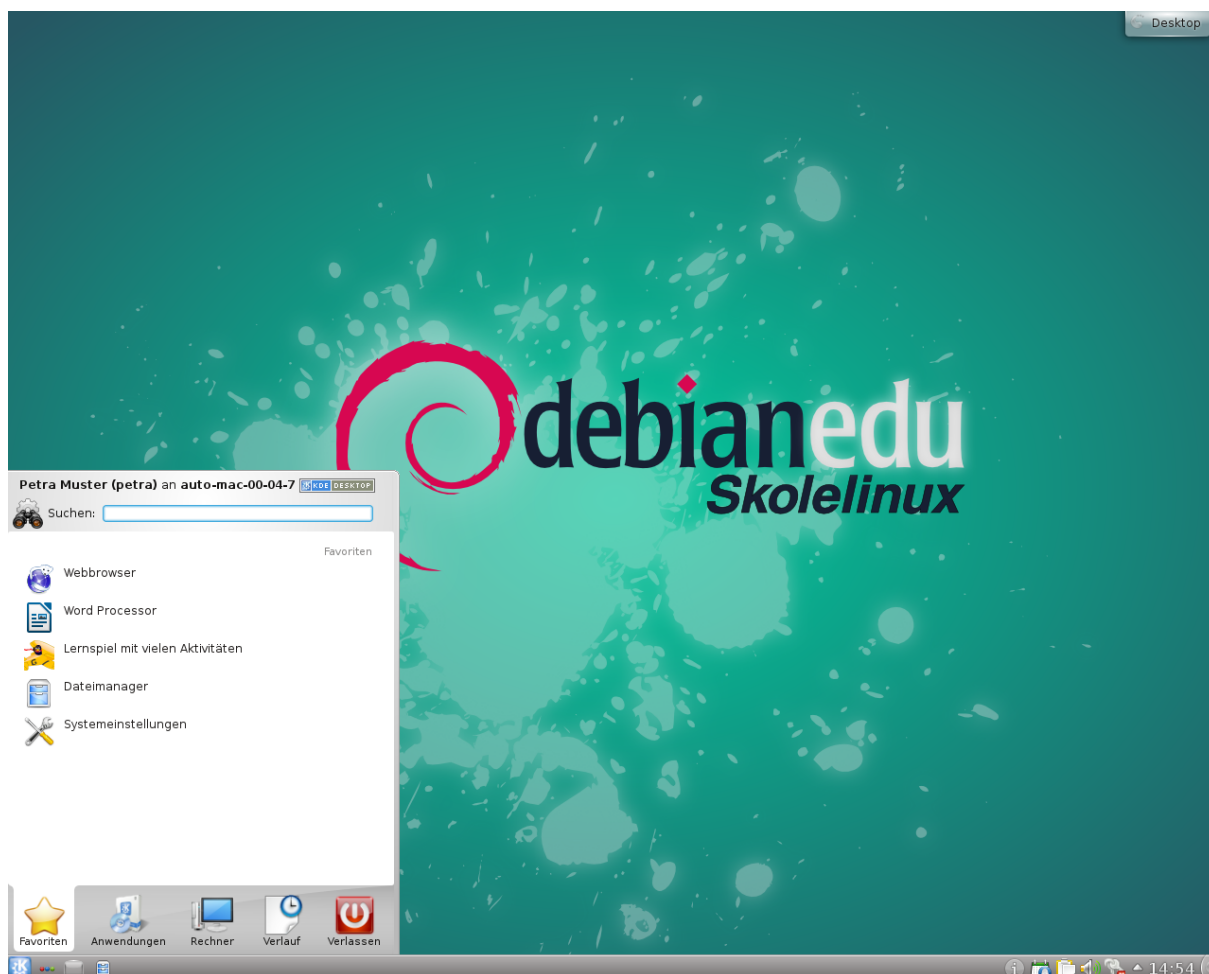 Desktop
debianedu
Skolelinux
Petra Muster (petra) an auto-mac-00-04-7 KDE DESKTOP
Suchen:
Favoriten
Webbrowser
Word Processor
Lernspiel mit vielen Aktivitäten
Dateimanager
Systemeinstellungen
Favoriten Anwendungen Rechner Verlauf Verlassen
14:54